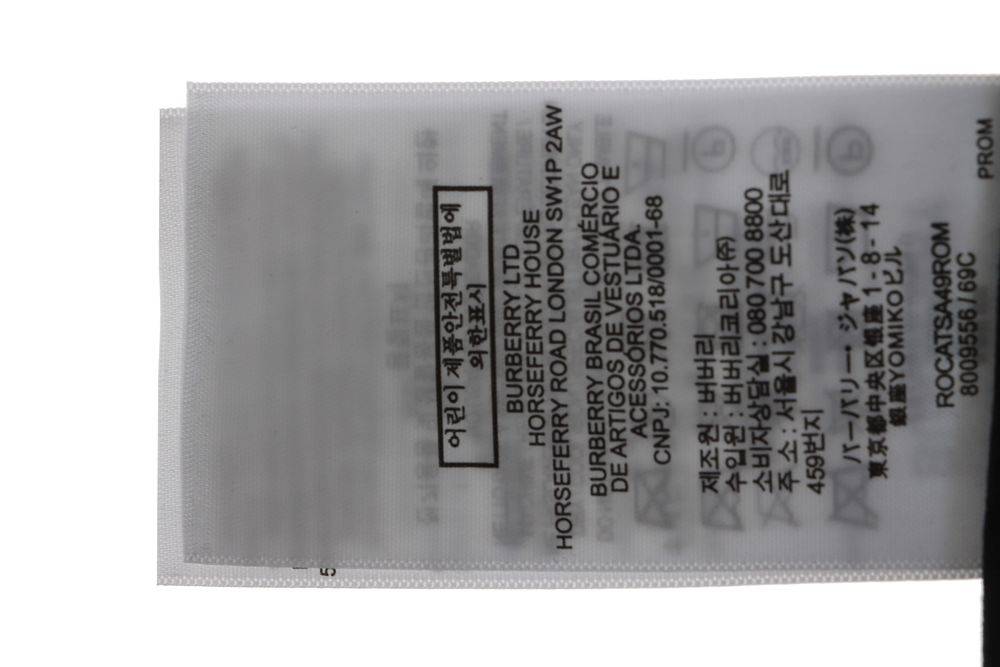 어린이 제품안전특별법에
의한표시
BURBERRY LTD
HORSEFERRY HOUSE
HORSEFERRY ROAD LONDON SW1P 2AW
BURBERRY BRASIL COMÉRCIO
DE ARTIGOS DE VESTUÁRIO E
ACESSÓRIOS LTDA.
CNPJ: 10.770.518/0001-68
제조원 : 버버리
수입원 : 버버리코리아(주)
소비자상담실 : 080 700 8800
주 소 : 서울시 강남구 도산대로
459번지
バーバリー・ジャパン(株)
東京都中央区銀座 1 - 8 - 14
銀座YOMIKOビル
ROCATSA49ROM
8009556 / 69C
PROM
5